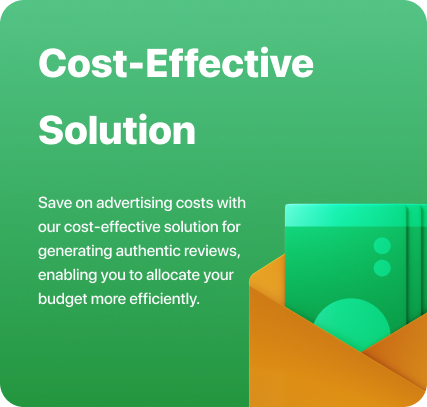 Cost-Effective
Solution
Save on advertising costs with
our cost-effective solution for
generating authentic reviews,
enabling you to allocate your
budget more efficiently.